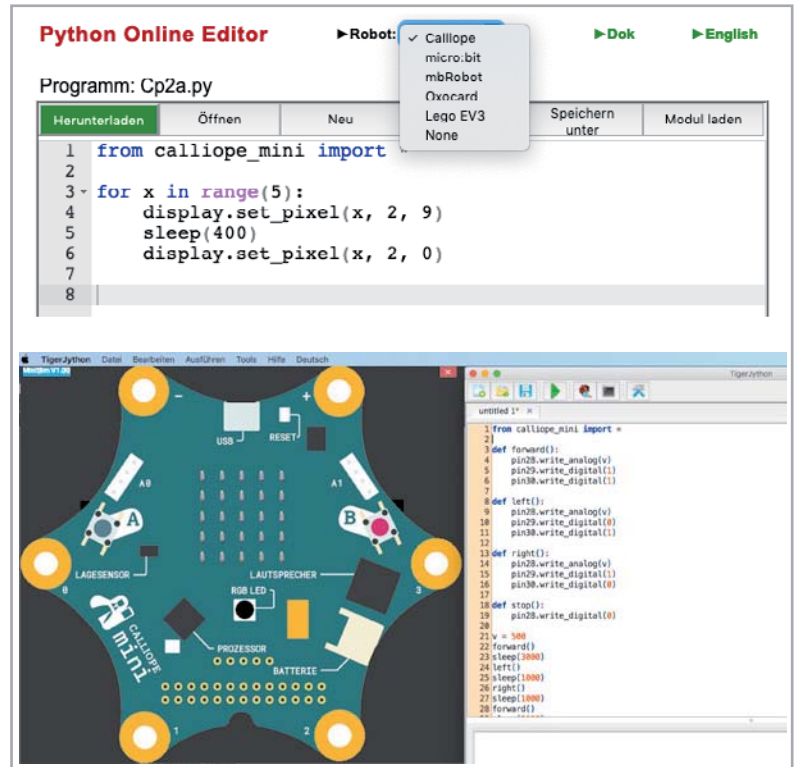 Python Online Editor
►Robot:
✓ Calliope
micro:bit
mbRobot
Oxocard
Lego EV3
None
►Dok
►English
Programm: Cp2a.py
Herunterladen
Öffnen
Neu
Speichern
unter
Modul laden
1 from calliope_mini import *
2
3 for x in range(5):
4 display.set_pixel(x, 2, 9)
5 sleep(400)
6 display.set_pixel(x, 2, 0)
7
8
TigerJython Datei Bearbeiten Ausführen Tools Hilfe Deutsch
V1.00
TigerJython
untitled 1*
- +
USB
RESET
A0
A1
A
B
LAGESENSOR
LAUTSPRECHER
0
3
RGB LED
CALLIOPE
mini
PROZESSOR
BATTERIE
1
2
1 from calliope_mini import *
2
3 def forward():
4 pin28.write_analog(v)
5 pin29.write_digital(1)
6 pin30.write_digital(1)
7
8 def left():
9 pin28.write_analog(v)
10 pin29.write_digital(0)
11 pin30.write_digital(1)
12
13 def right():
14 pin28.write_analog(v)
15 pin29.write_digital(1)
16 pin30.write_digital(0)
17
18 def stop():
19 pin28.write_digital(0)
20
21 v = 500
22 forward()
23 sleep(3000)
24 left()
25 sleep(1000)
26 right()
27 sleep(1000)
28 forward()